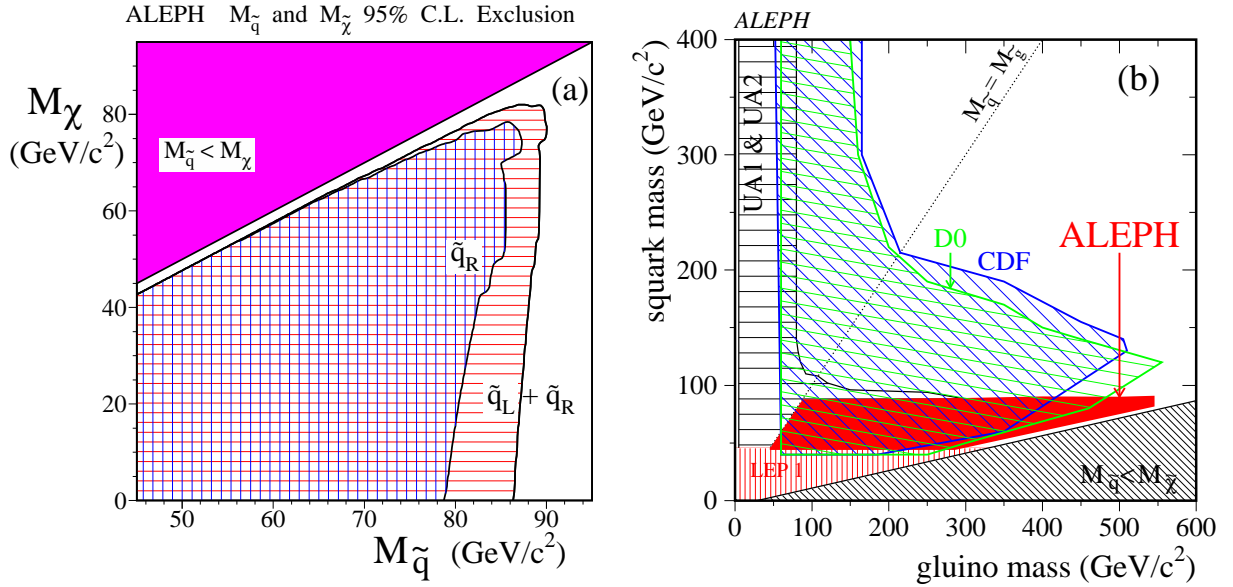 ALEPH M_q̃ and M_χ̃ 95% C.L. Exclusion
(a)
M_χ
(GeV/c²)
M_q̃ < M_χ
q̃_R
q̃_L + q̃_R
80
60
40
20
0
50 60 70 80 90
M_q̃ (GeV/c²)
ALEPH
(b)
squark mass (GeV/c²)
400
300
200
100
0
UA1 & UA2
M_q̃ = M_g̃
D0
CDF
ALEPH
LEP 1
M_q̃ < M_χ̃
0 100 200 300 400 500 600
gluino mass (GeV/c²)